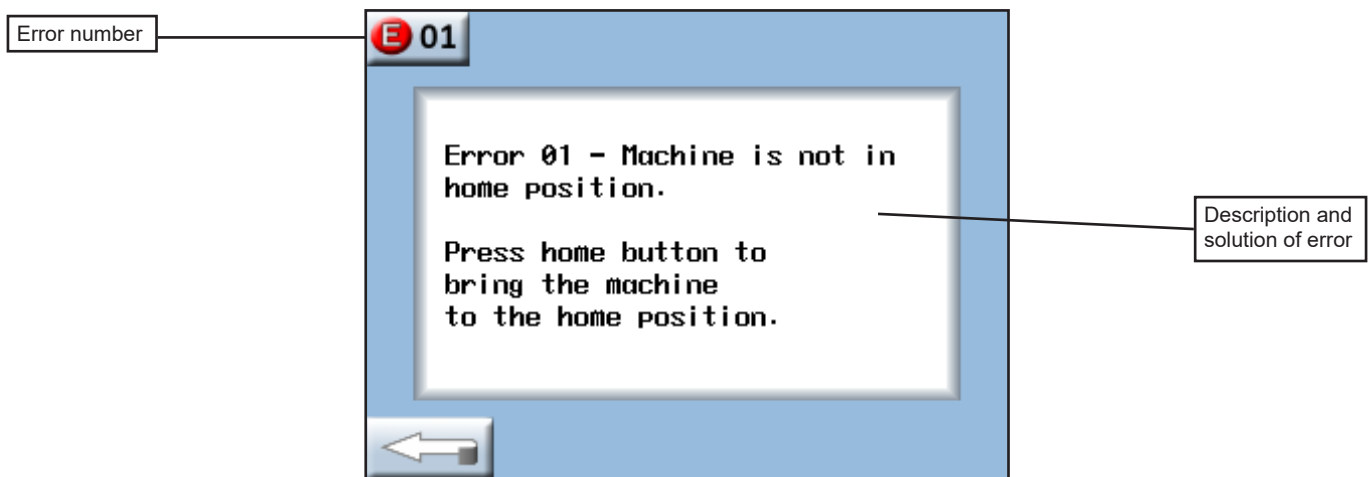 Error number
E 01
Error 01 - Machine is not in
home position.
Press home button to
bring the machine
to the home position.
Description and
solution of error